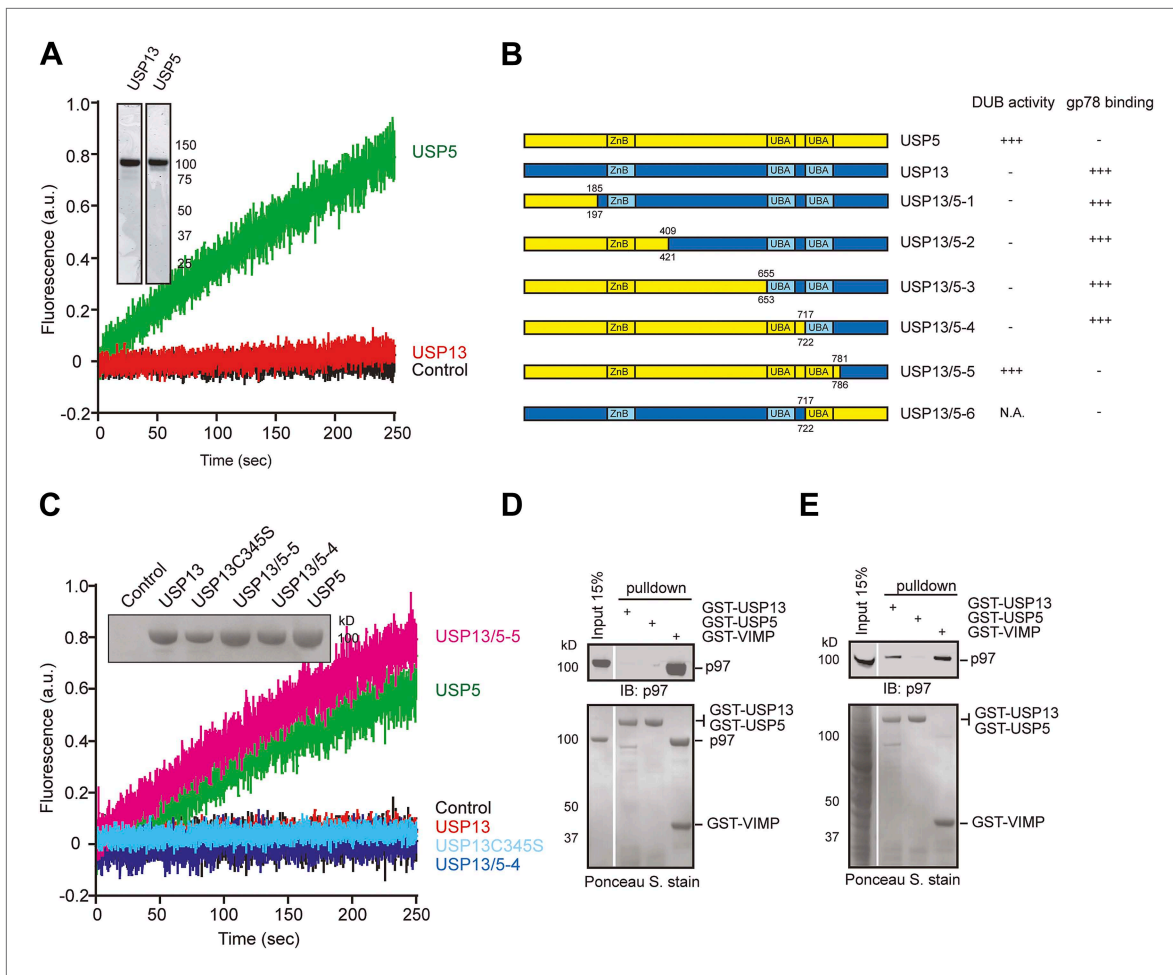 A
USP13
USP5
1.0
0.8
0.6
0.4
0.2
0
-0.2
Fluorescence (a.u.)
150
100
75
50
37
25
USP5
USP13
Control
0 50 100 150 200 250
Time (sec)
B
DUB activity gp78 binding
ZnB UBA UBA USP5 +++ -
ZnB UBA UBA USP13 - +++
185
ZnB UBA UBA USP13/5-1 - +++
197
409
ZnB UBA UBA USP13/5-2 - +++
421
655
ZnB UBA UBA USP13/5-3 - +++
653
717
ZnB UBA UBA USP13/5-4 - +++
722
781
ZnB UBA UBA USP13/5-5 +++ -
786
717
ZnB UBA UBA USP13/5-6 N.A. -
722
C
Control
USP13
USP13C345S
USP13/5-5
USP13/5-4
USP5
kD
100
1.0
0.8
0.6
0.4
0.2
0
-0.2
Fluorescence (a.u.)
USP13/5-5
USP5
Control
USP13
USP13C345S
USP13/5-4
0 50 100 150 200 250
Time (sec)
D
Input 15%
pulldown
+ GST-USP13
+ GST-USP5
+ GST-VIMP
kD
100
p97
IB: p97
GST-USP13
GST-USP5
100
p97
50
37
GST-VIMP
Ponceau S. stain
E
Input 15%
pulldown
+ GST-USP13
+ GST-USP5
+ GST-VIMP
kD
100
p97
IB: p97
GST-USP13
GST-USP5
100
50
37
GST-VIMP
Ponceau S. stain